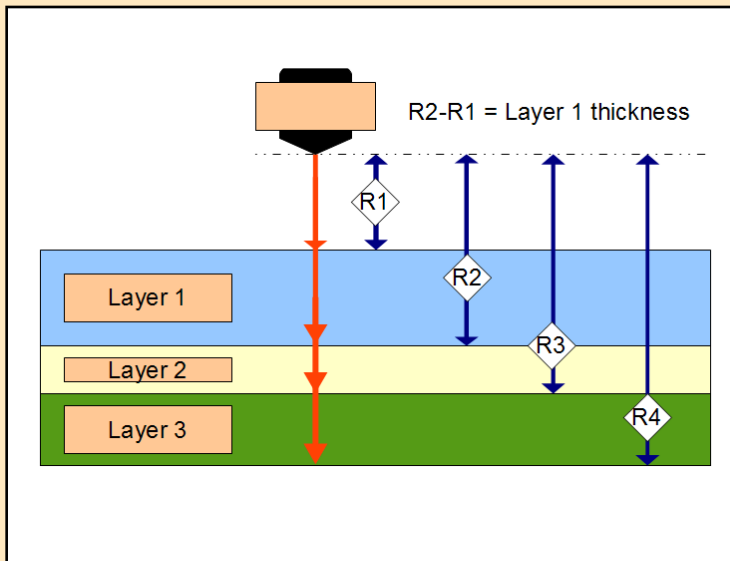 R2-R1 = Layer 1 thickness
R1
R2
Layer 1
R3
Layer 2
R4
Layer 3